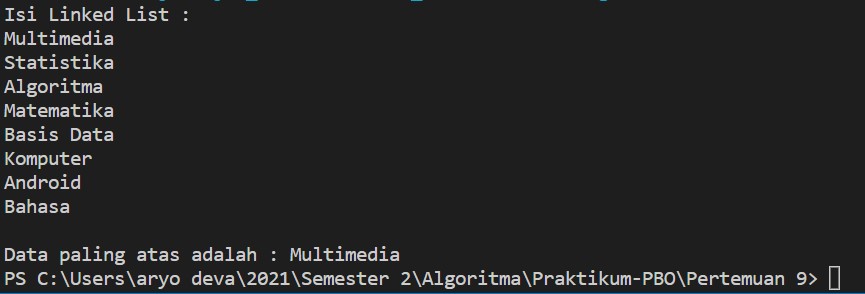 Isi Linked List :
Multimedia
Statistika
Algoritma
Matematika
Basis Data
Komputer
Android
Bahasa
Data paling atas adalah : Multimedia
PS C:\Users\aryo deva\2021\Semester 2\Algoritma\Praktikum-PBO\Pertemuan 9>